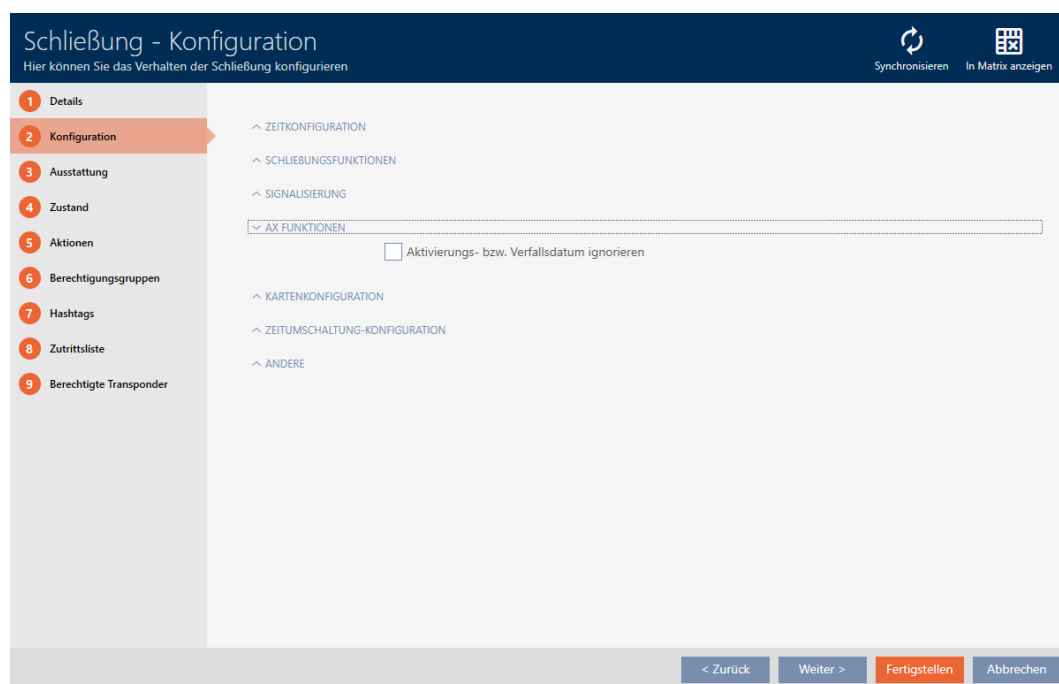 Schließung - Konfiguration
Hier können Sie das Verhalten der Schließung konfigurieren
Synchronisieren
In Matrix anzeigen
1 Details
2 Konfiguration
3 Ausstattung
4 Zustand
5 Aktionen
6 Berechtigungsgruppen
7 Hashtags
8 Zutrittsliste
9 Berechtigte Transponder
ZEITKONFIGURATION
SCHLIEßUNGSFUNKTIONEN
SIGNALISIERUNG
AX FUNKTIONEN
Aktivierungs- bzw. Verfallsdatum ignorieren
KARTENKONFIGURATION
ZEITUMSCHALTUNG-KONFIGURATION
ANDERE
< Zurück
Weiter >
Fertigstellen
Abbrechen